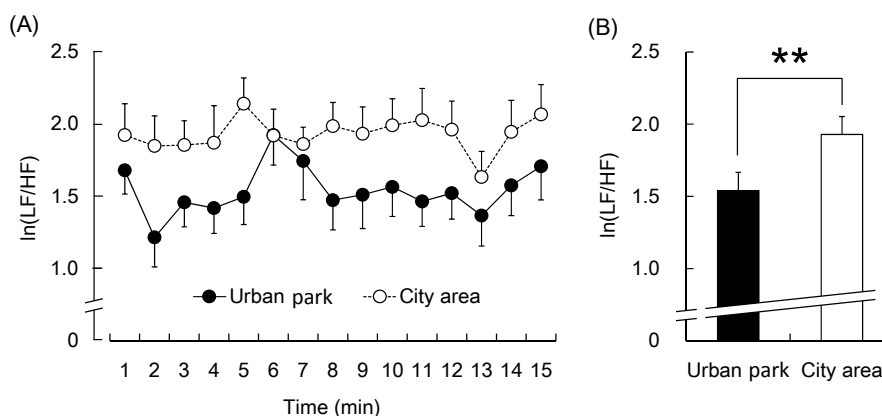 (A)
2.5
2.0
1.5
1.0
0
ln(LF/HF)
Urban park
City area
1 2 3 4 5 6 7 8 9 10 11 12 13 14 15
Time (min)
(B)
2.5
2.0
1.5
1.0
0
ln(LF/HF)
**
Urban park City area